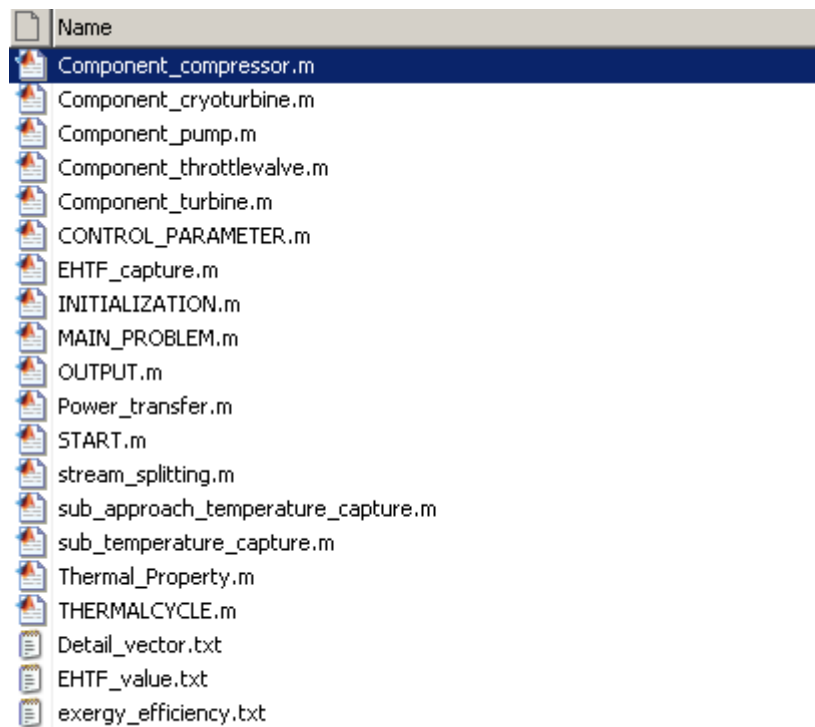 Name
Component_compressor.m
Component_cryoturbine.m
Component_pump.m
Component_throttlevalve.m
Component_turbine.m
CONTROL_PARAMETER.m
EHTF_capture.m
INITIALIZATION.m
MAIN_PROBLEM.m
OUTPUT.m
Power_transfer.m
START.m
stream_splitting.m
sub_approach_temperature_capture.m
sub_temperature_capture.m
Thermal_Property.m
THERMALCYCLE.m
Detail_vector.txt
EHTF_value.txt
exergy_efficiency.txt